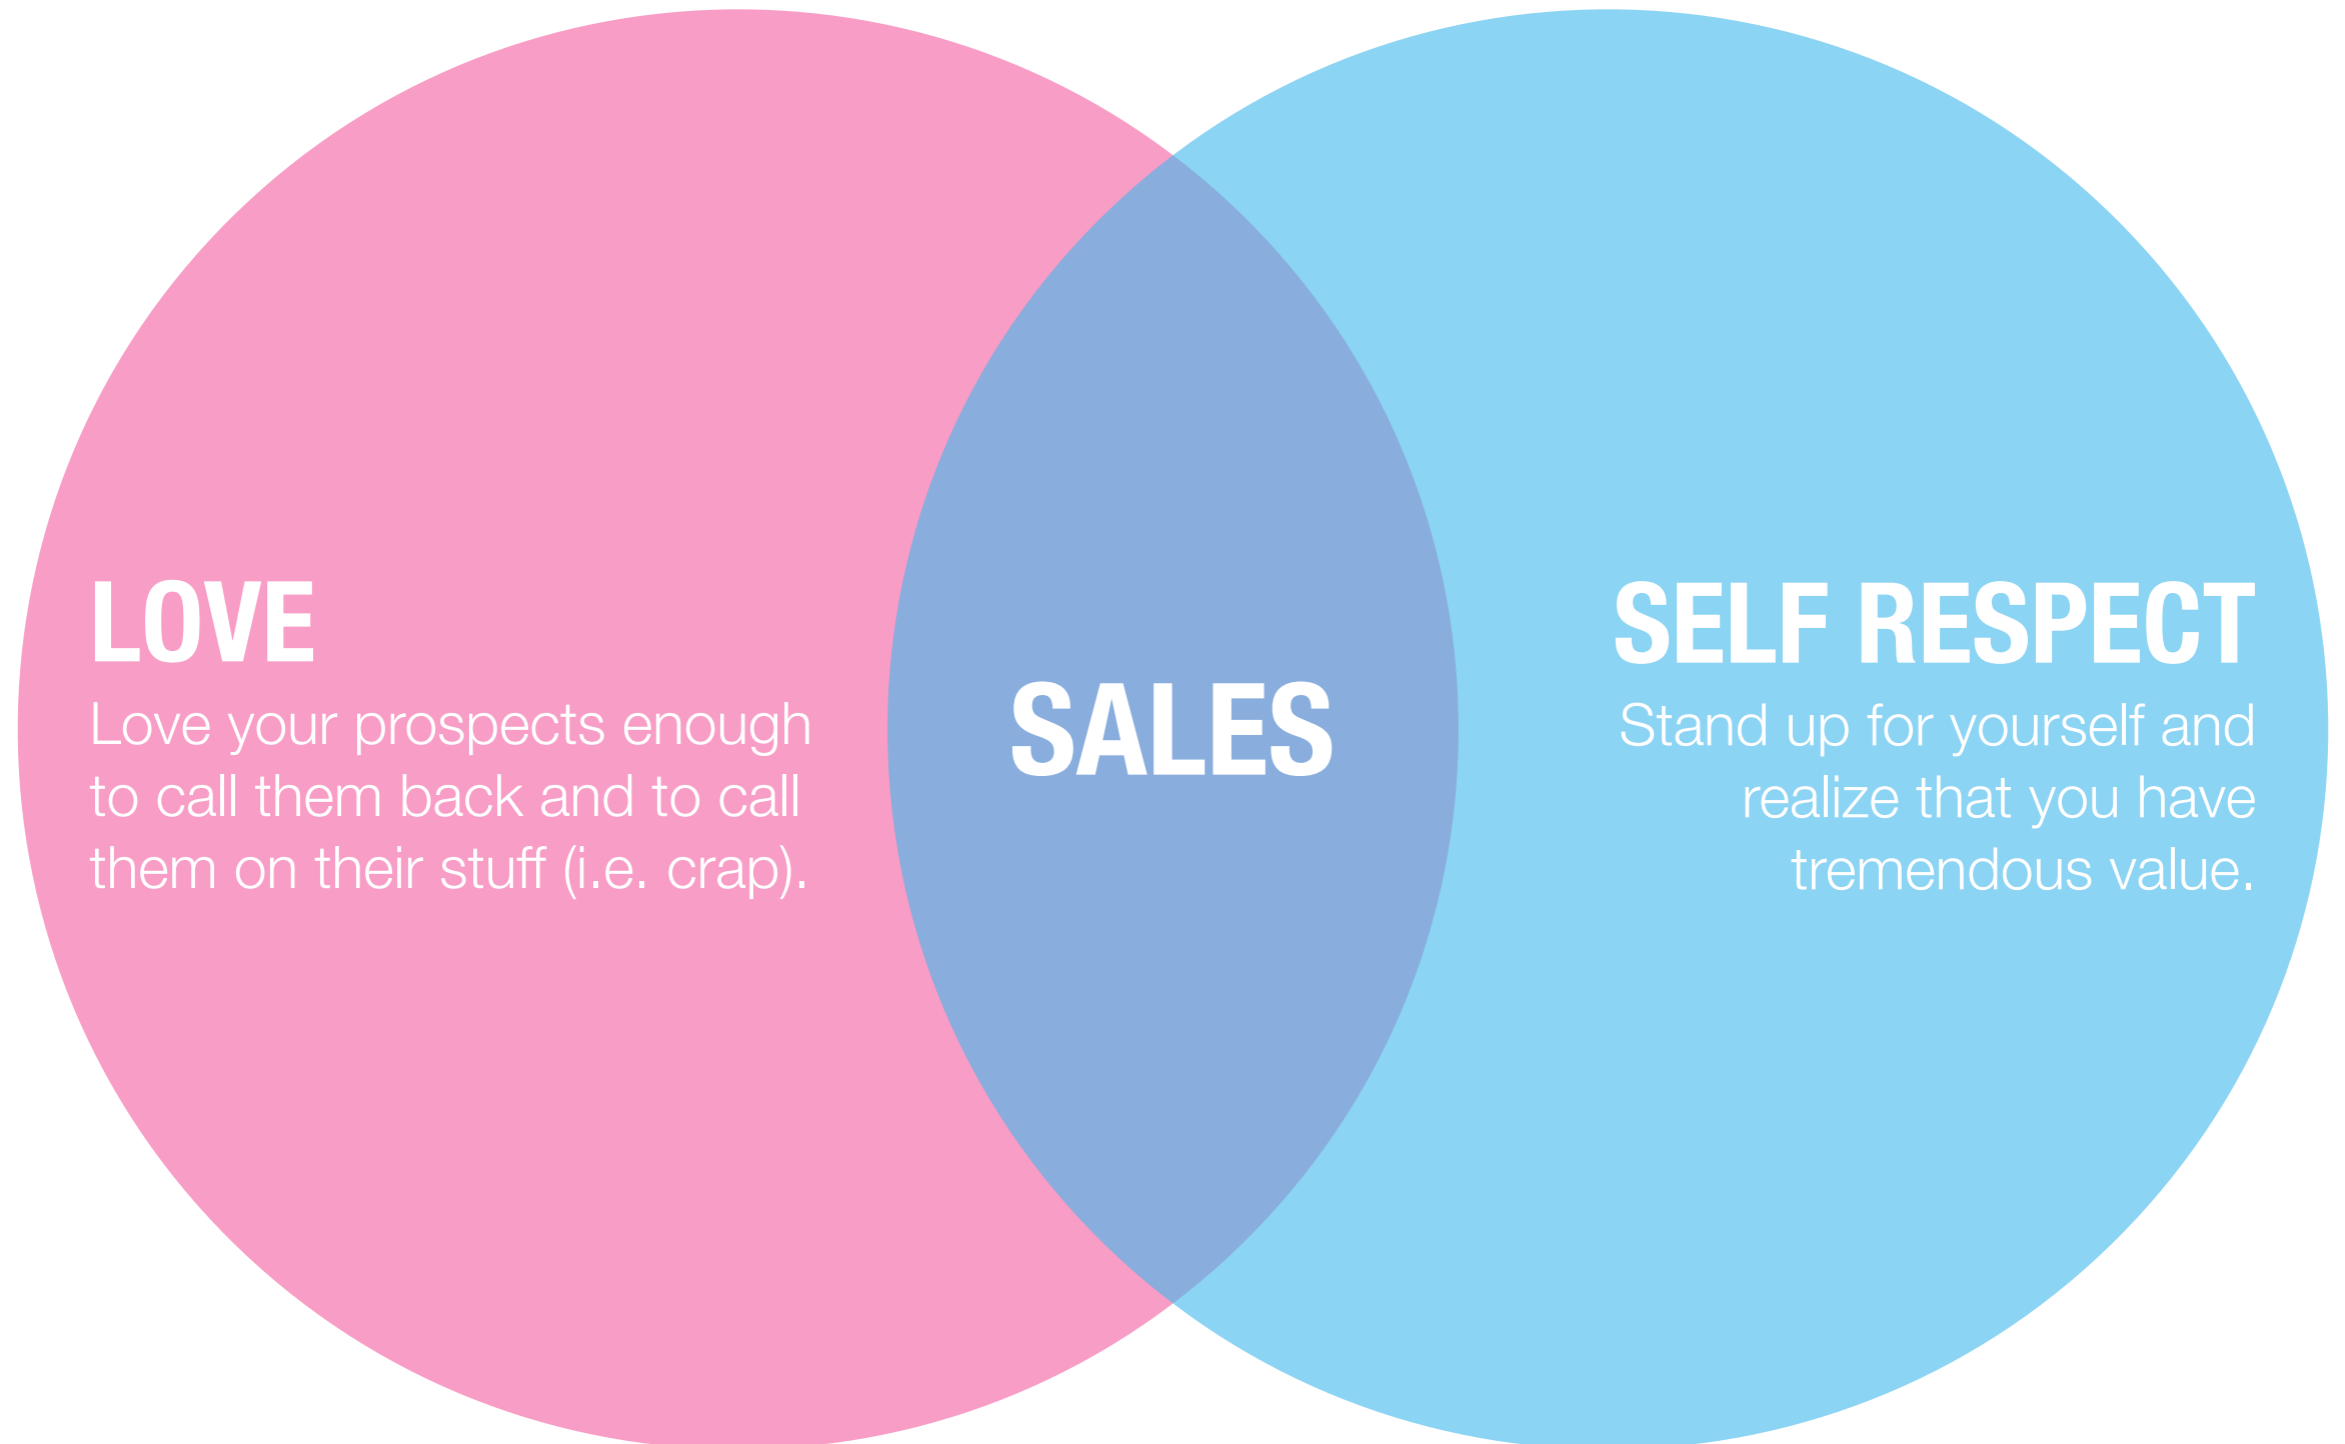 LOVE
Love your prospects enough
to call them back and to call
them on their stuff (i.e. crap).
SALES
SELF RESPECT
Stand up for yourself and
realize that you have
tremendous value.